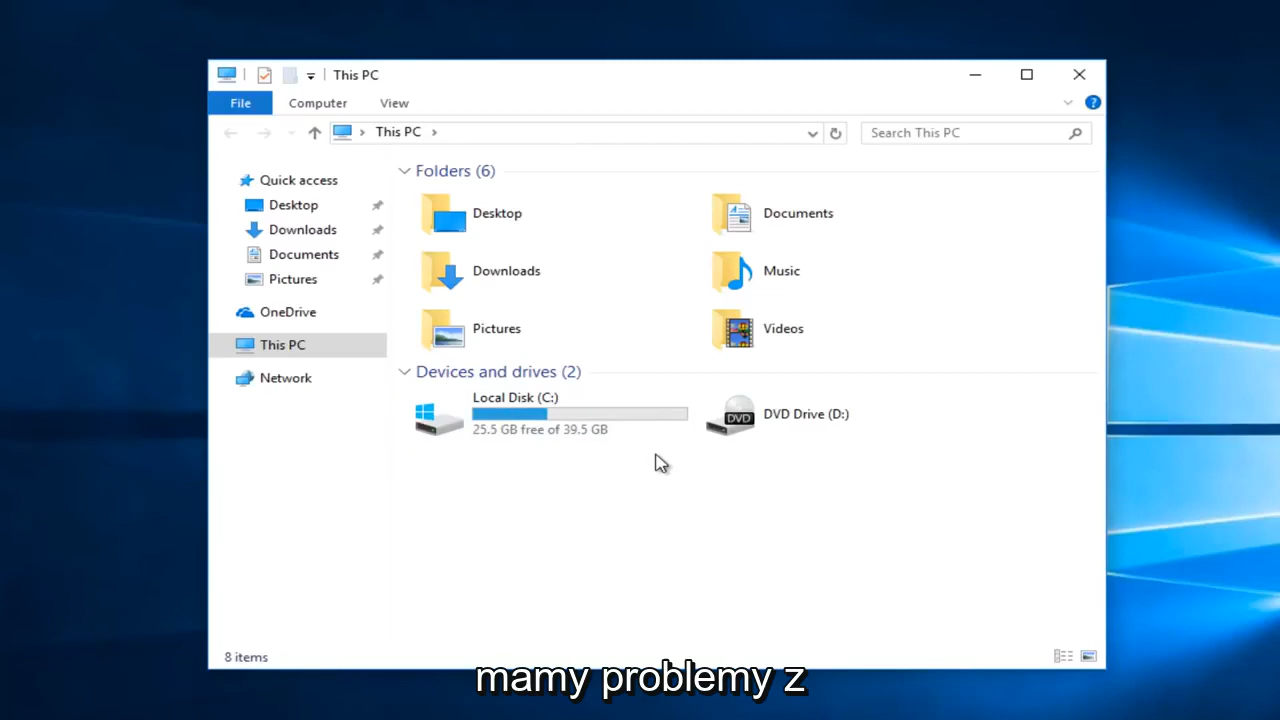 This PC
File Computer View
This PC
Search This PC
Quick access
Desktop
Downloads
Documents
Pictures
OneDrive
This PC
Network
Folders (6)
Desktop
Documents
Downloads
Music
Pictures
Videos
Devices and drives (2)
Local Disk (C:)
25.5 GB free of 39.5 GB
DVD
DVD Drive (D:)
8 items
mamy problemy z